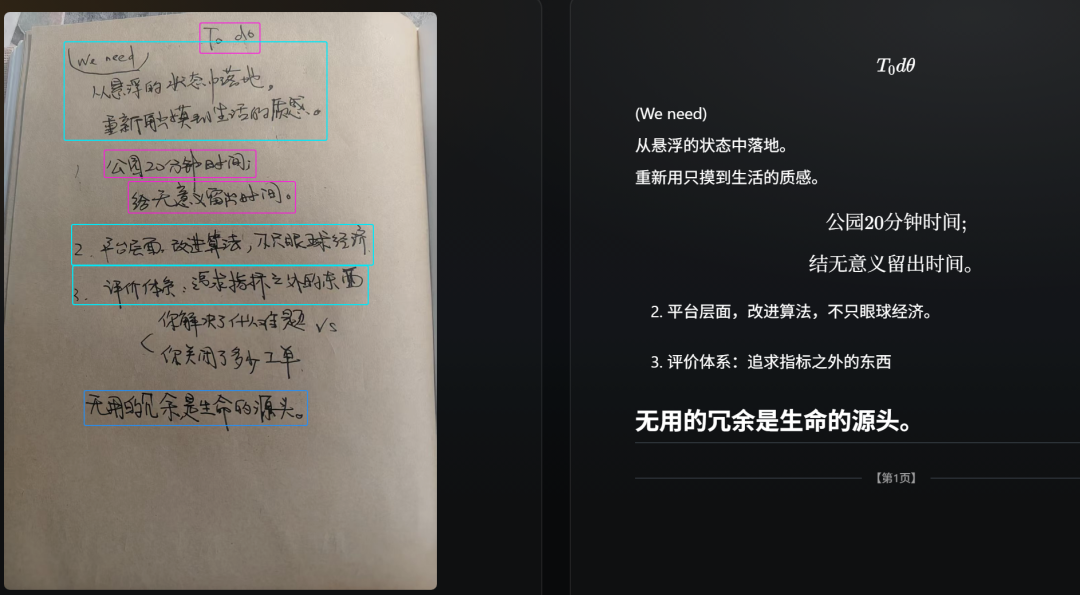 To do
We need
从悬浮的状态中落地。
重新触摸到生活的质感。
1
公园20分钟时间;
给无意义留出时间。
2. 平台层面,改进算法,不只眼球经济
3. 评价体系:追求指标之外的东西
你解决了什么难题 vs
你关闭了多少工单
无用的冗余是生命的源头。
T₀dθ
(We need)
从悬浮的状态中落地。
重新用只摸到生活的质感。
公园20分钟时间;
结无意义留出时间。
2. 平台层面,改进算法,不只眼球经济。
3. 评价体系:追求指标之外的东西
无用的冗余是生命的源头。
【第1页】